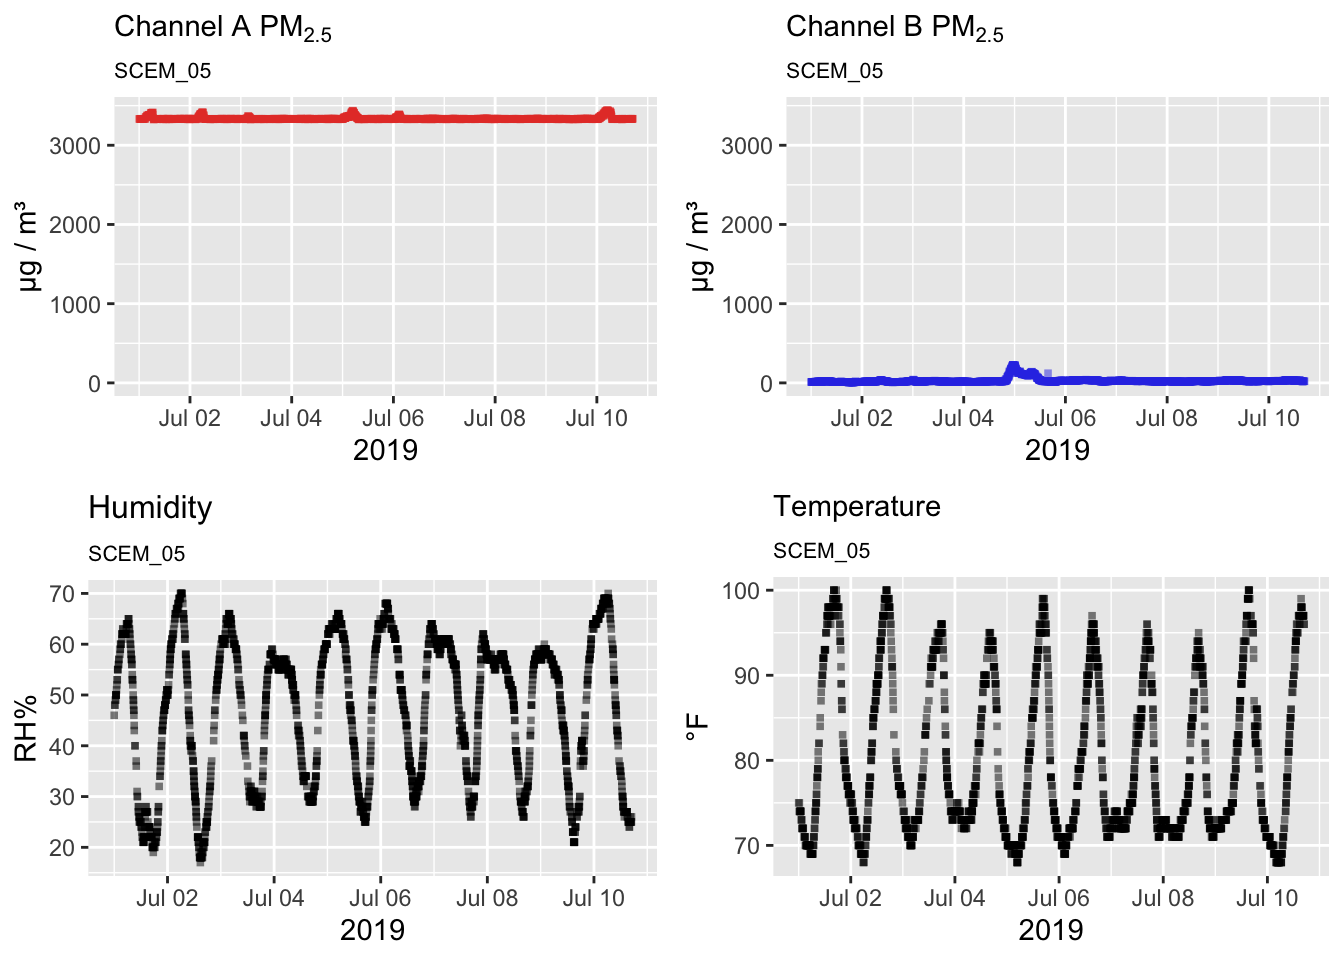 Channel A PM2.5
SCEM_05
3000
2000
1000
0
µg / m³
Jul 02 Jul 04 Jul 06 Jul 08 Jul 10
2019
Channel B PM2.5
SCEM_05
3000
2000
1000
0
µg / m³
Jul 02 Jul 04 Jul 06 Jul 08 Jul 10
2019
Humidity
SCEM_05
70
60
50
40
30
20
RH%
Jul 02 Jul 04 Jul 06 Jul 08 Jul 10
2019
Temperature
SCEM_05
100
90
80
70
°F
Jul 02 Jul 04 Jul 06 Jul 08 Jul 10
2019